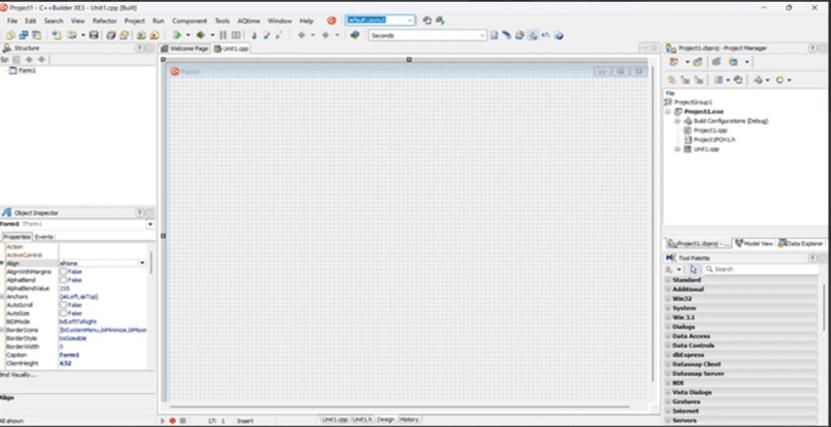 Project1 - C++Builder XE3 - Unit1.cpp [Built]
File Edit Search View Refactor Project Run Component Tools AQtime Window Help Default Layout
Seconds
Structure
Form1
Welcome Page Unit1.cpp
Form1
Object Inspector
Form1 TForm1
Properties Events
Action
ActiveControl
Align alNone
AlignWithMargins False
AlphaBlend False
AlphaBlendValue 255
Anchors [akLeft,akTop]
AutoScroll False
AutoSize False
BiDiMode bdLeftToRight
BorderIcons [biSystemMenu,biMinimize,biMaxim
BorderStyle bsSizeable
BorderWidth 0
Caption Form1
ClientHeight 632
Bind Visually...
Align
All shown
17: 1 Insert
Unit1.cpp Unit1.h Design History
Project1.cbproj - Project Manager
File
ProjectGroup1
Project1.exe
Build Configurations (Debug)
Project1.cpp
Project1PCH1.h
Unit1.cpp
Project1.cbproj - ... Model View Data Explorer
Tool Palette
Search
Standard
Additional
Win32
System
Win 3.1
Dialogs
Data Access
Data Controls
dbExpress
Datasnap Client
Datasnap Server
BDE
Vista Dialogs
Gestures
Internet
Servers